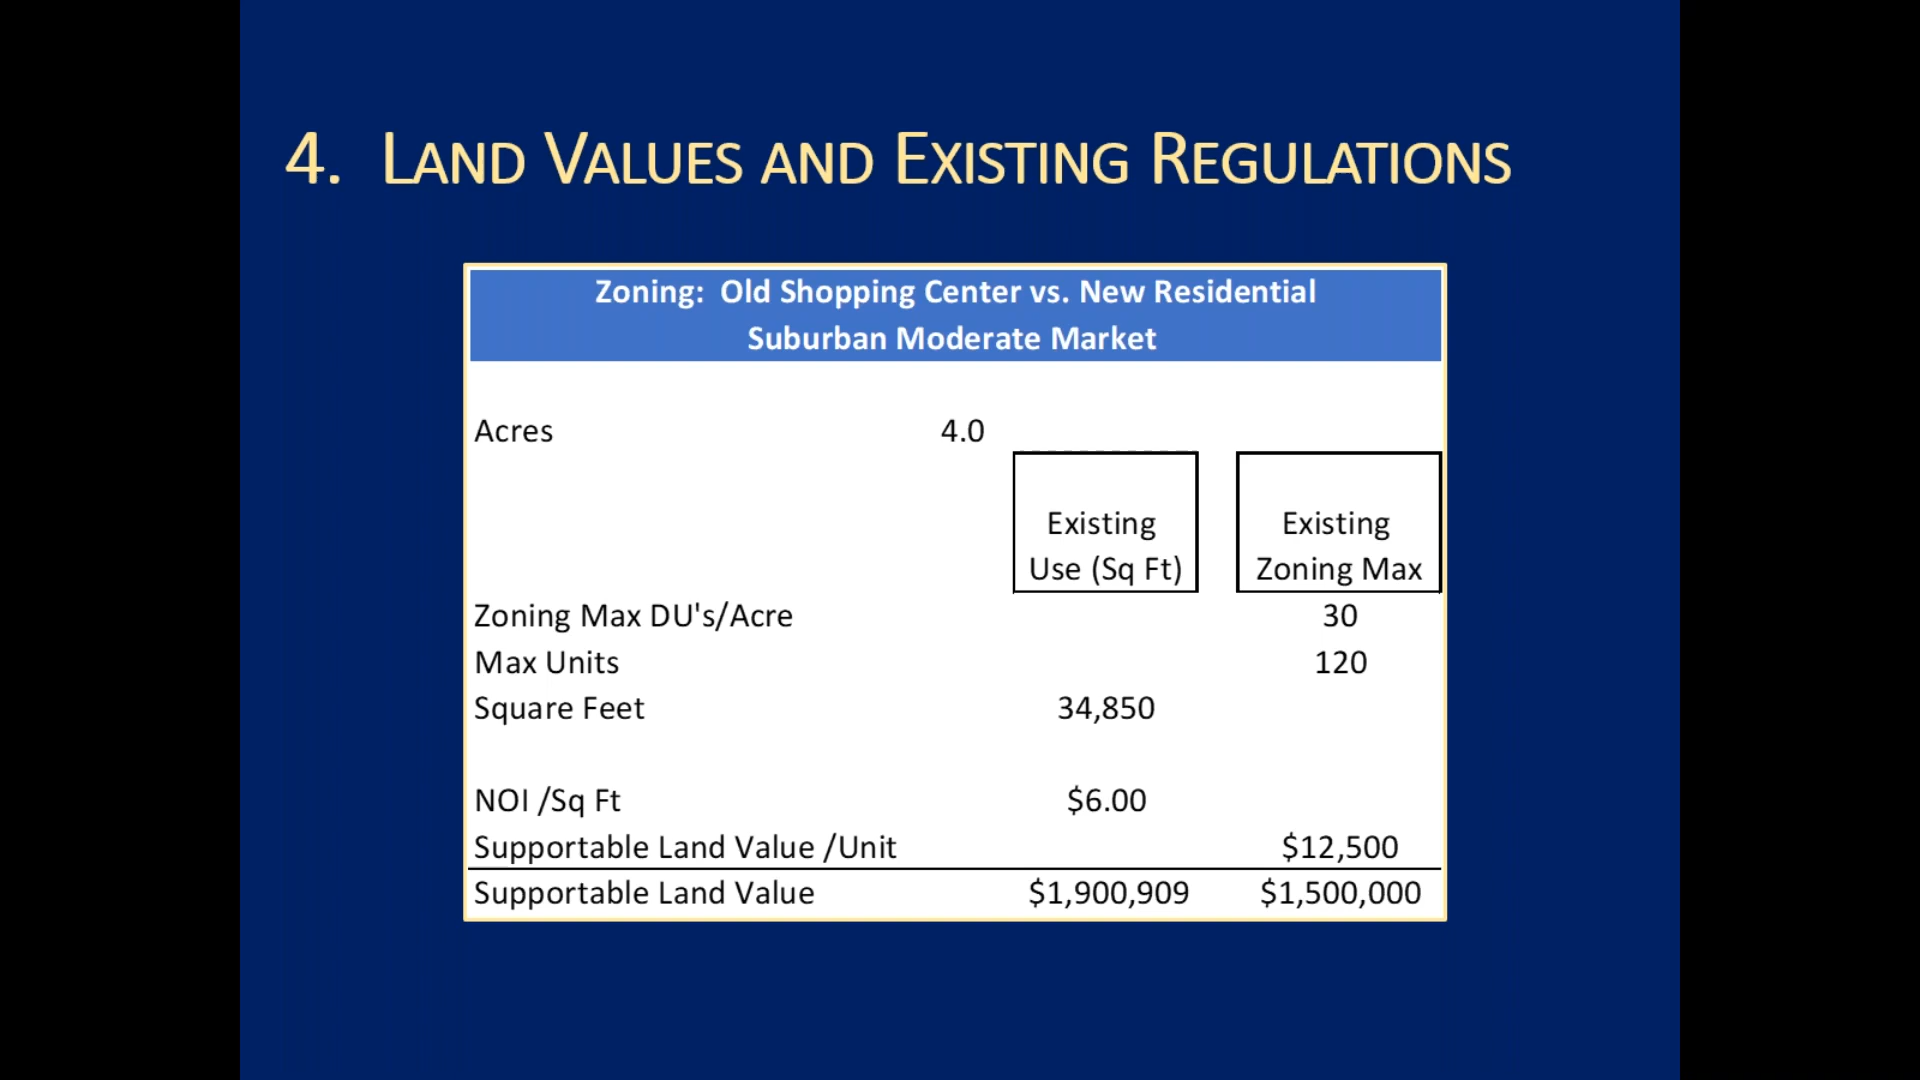 4. Land Values and Existing Regulations
Zoning: Old Shopping Center vs. New Residential
Suburban Moderate Market
Acres 4.0
Existing Existing
Use (Sq Ft) Zoning Max
Zoning Max DU's/Acre 30
Max Units 120
Square Feet 34,850
NOI /Sq Ft $6.00
Supportable Land Value /Unit $12,500
Supportable Land Value $1,900,909 $1,500,000